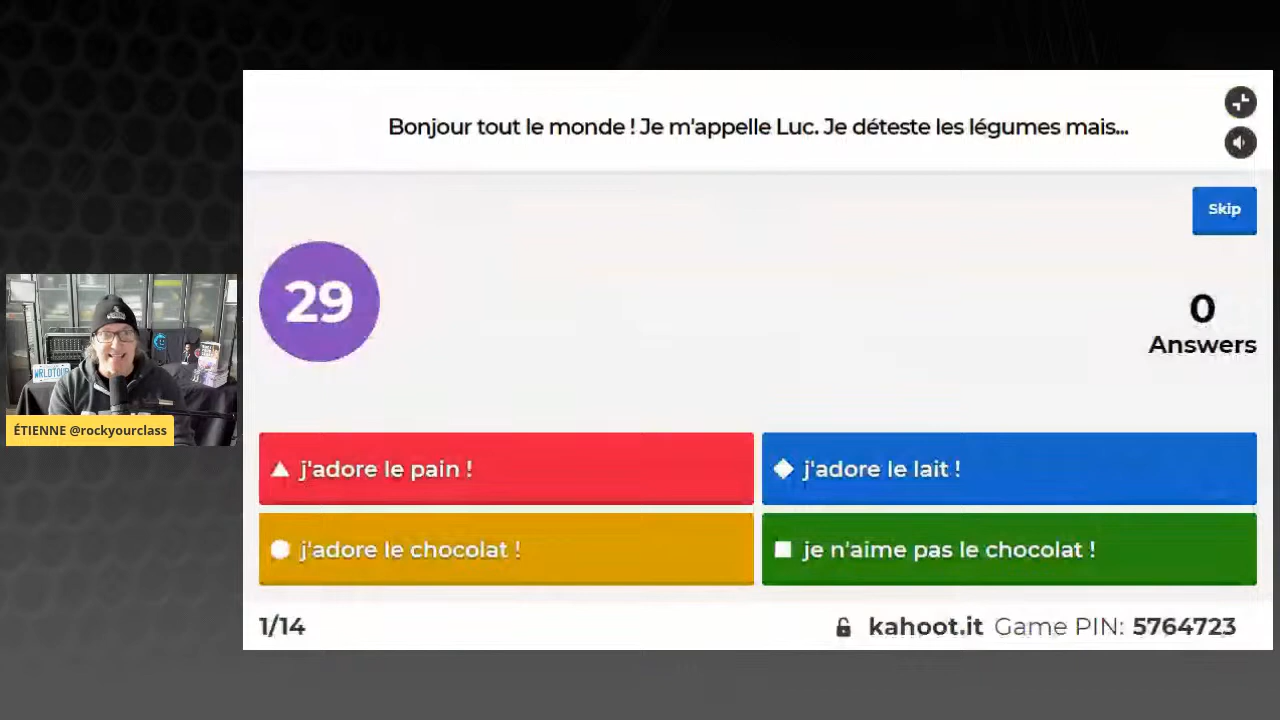 Bonjour tout le monde ! Je m'appelle Luc. Je déteste les légumes mais...
Skip
29
0
Answers
WRLDTOUR
ÉTIENNE @rockyourclass
▲ j'adore le pain !
◆ j'adore le lait !
● j'adore le chocolat !
■ je n'aime pas le chocolat !
1/14
kahoot.it Game PIN: 5764723